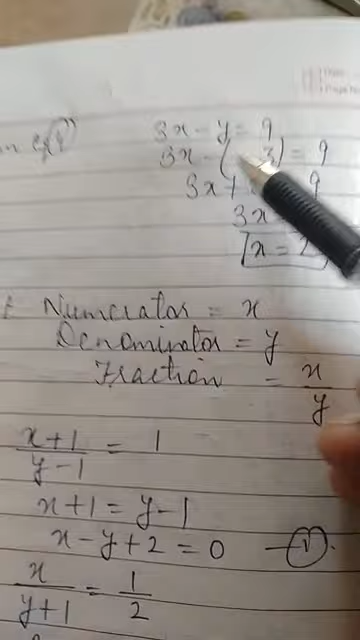 3x - y = 9
3x - ( -3) = 9
3x + 9
3x
x = 2
Numerator = x
Denominator = y
Fraction = x/y
x+1/y-1 = 1
x+1 = y-1
x-y+2 = 0 — (V).
x/y+1 = 1/2